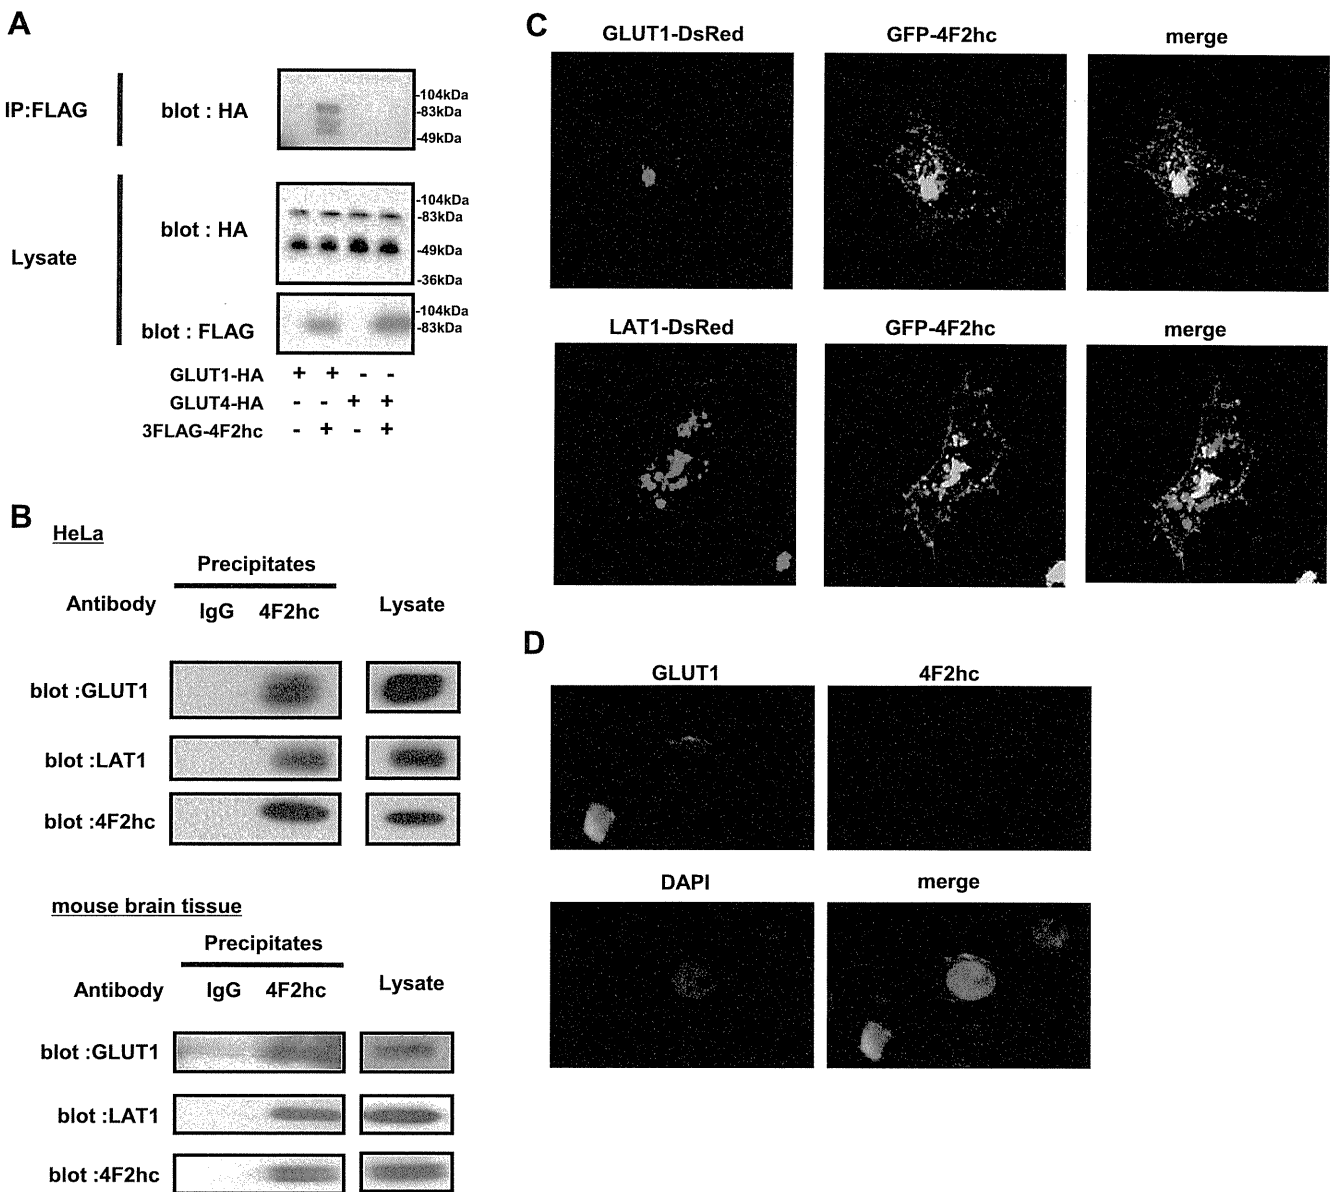 A
IP:FLAG
blot : HA
-104kDa
-83kDa
-49kDa
Lysate
blot : HA
-104kDa
-83kDa
-49kDa
-36kDa
blot : FLAG
-104kDa
-83kDa
GLUT1-HA + + - -
GLUT4-HA - - + +
3FLAG-4F2hc - + - +
B
HeLa
Precipitates
Antibody IgG 4F2hc Lysate
blot :GLUT1
blot :LAT1
blot :4F2hc
mouse brain tissue
Precipitates
Antibody IgG 4F2hc Lysate
blot :GLUT1
blot :LAT1
blot :4F2hc
C
GLUT1-DsRed GFP-4F2hc merge
LAT1-DsRed GFP-4F2hc merge
D
GLUT1 4F2hc
DAPI merge